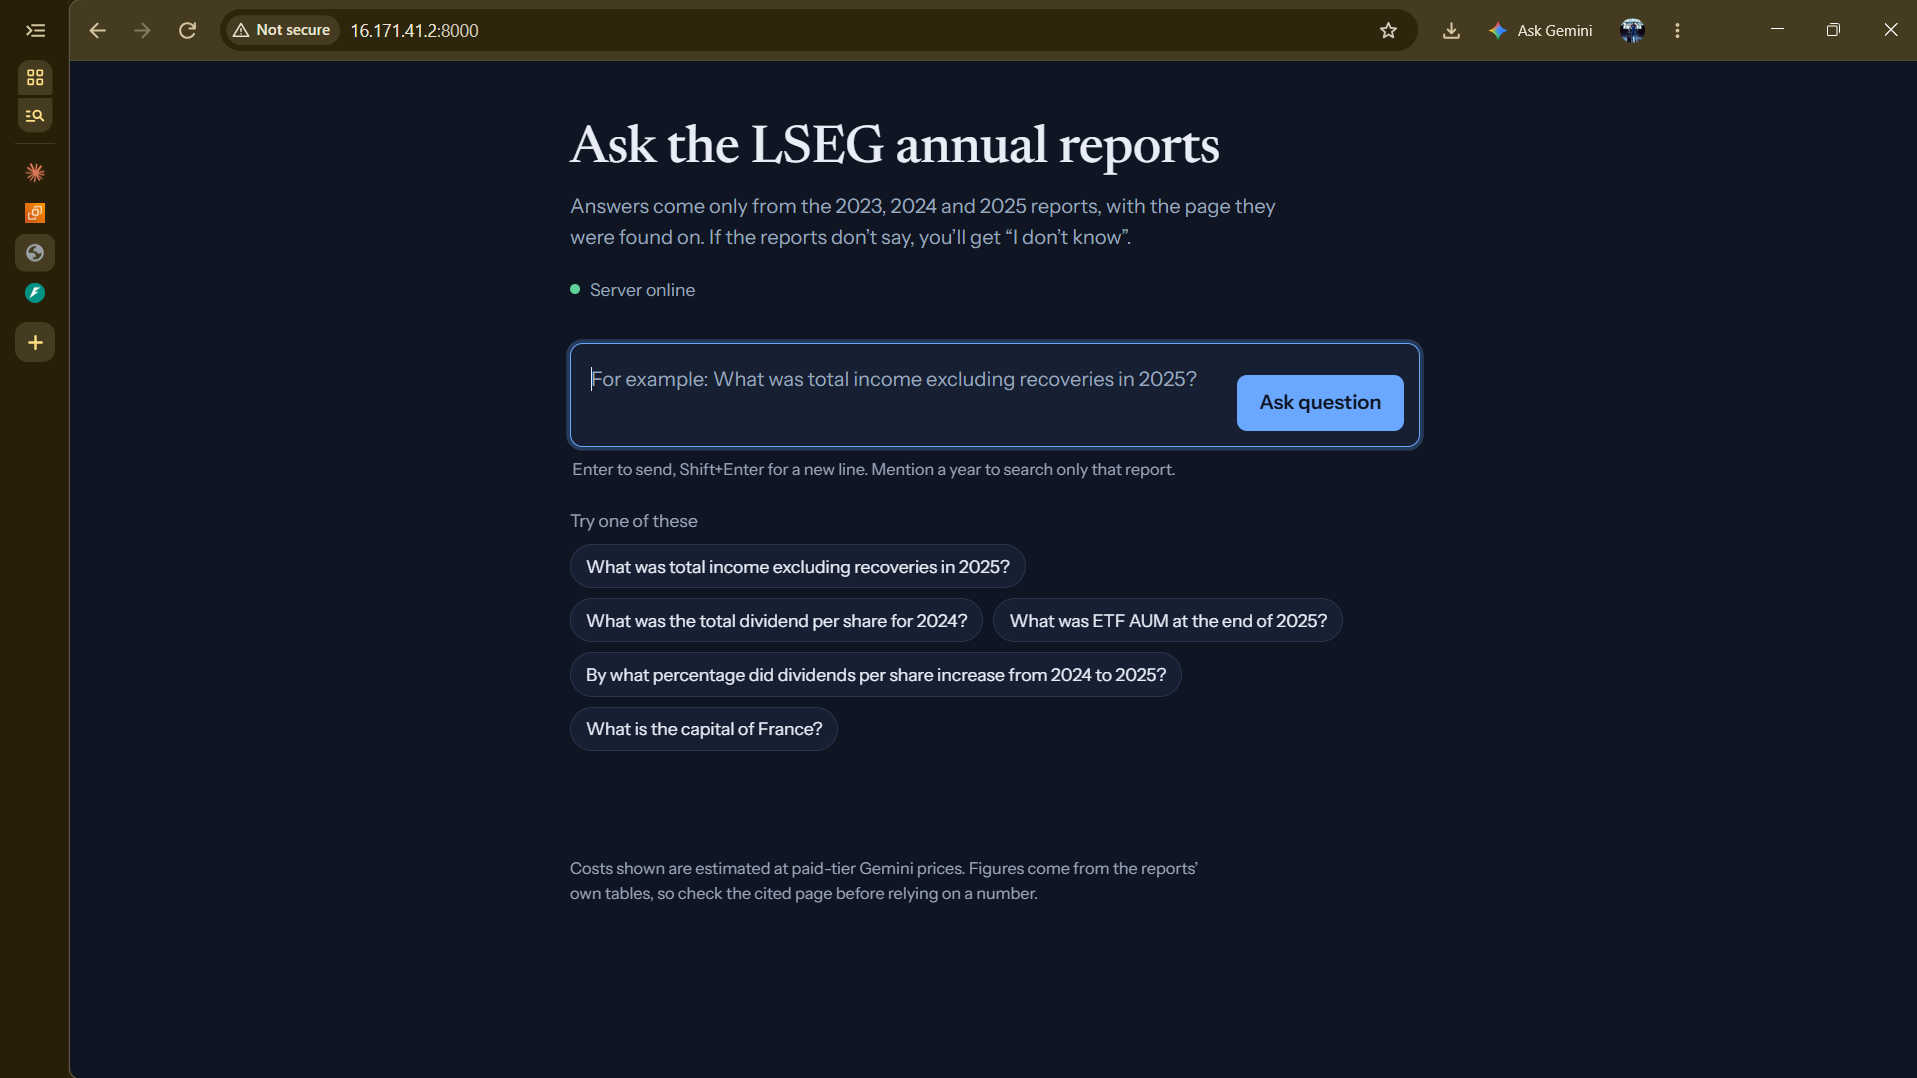 Not secure
16.171.41.2:8000
Ask Gemini
Ask the LSEG annual reports
Answers come only from the 2023, 2024 and 2025 reports, with the page they
were found on. If the reports don’t say, you’ll get “I don’t know”.
Server online
For example: What was total income excluding recoveries in 2025?
Ask question
Enter to send, Shift+Enter for a new line. Mention a year to search only that report.
Try one of these
What was total income excluding recoveries in 2025?
What was the total dividend per share for 2024?
What was ETF AUM at the end of 2025?
By what percentage did dividends per share increase from 2024 to 2025?
What is the capital of France?
Costs shown are estimated at paid-tier Gemini prices. Figures come from the reports’
own tables, so check the cited page before relying on a number.